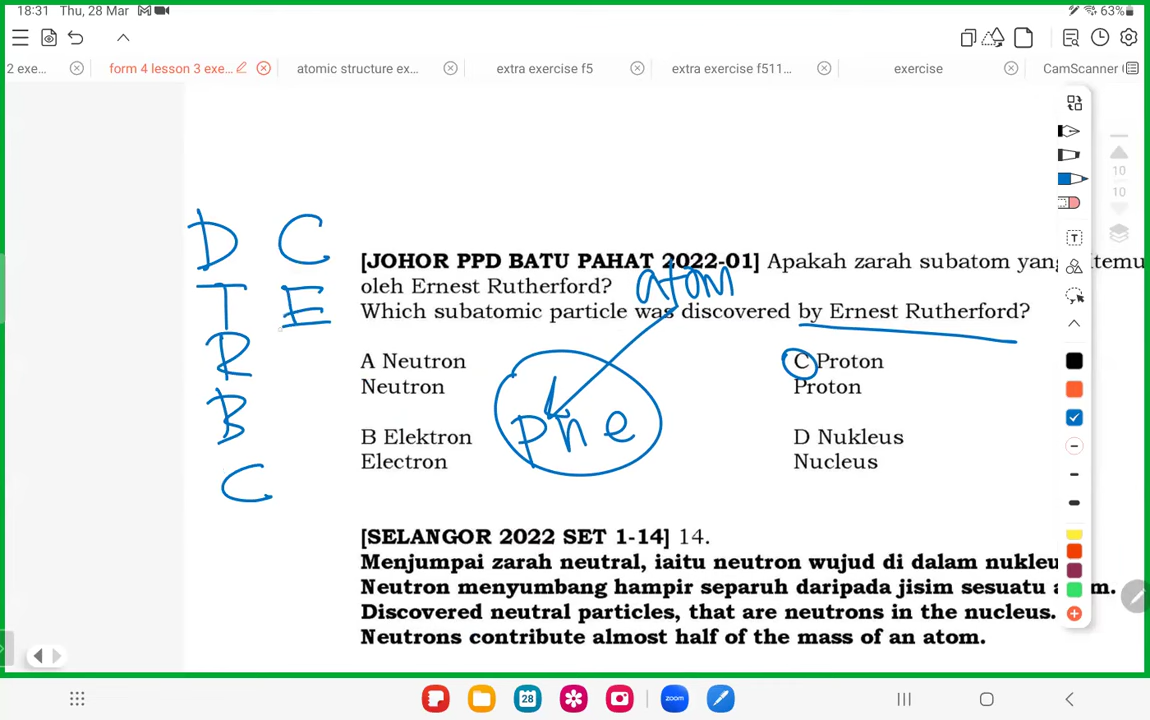 18:31 Thu, 28 Mar M 63%
2 exe... form 4 lesson 3 exe... atomic structure ex... extra exercise f5 extra exercise f511... exercise CamScanner (
D C
T E
R
B
C
[JOHOR PPD BATU PAHAT 2022-01] Apakah zarah subatom yang itemu
oleh Ernest Rutherford?
atom
Which subatomic particle was discovered by Ernest Rutherford?
A Neutron
Neutron
C Proton
Proton
p n e
B Elektron
Electron
D Nukleus
Nucleus
[SELANGOR 2022 SET 1-14] 14.
Menjumpai zarah neutral, iaitu neutron wujud di dalam nukleu
Neutron menyumbang hampir separuh daripada jisim sesuatu a m.
Discovered neutral particles, that are neutrons in the nucleus.
Neutrons contribute almost half of the mass of an atom.
T
10
10
28
zoom